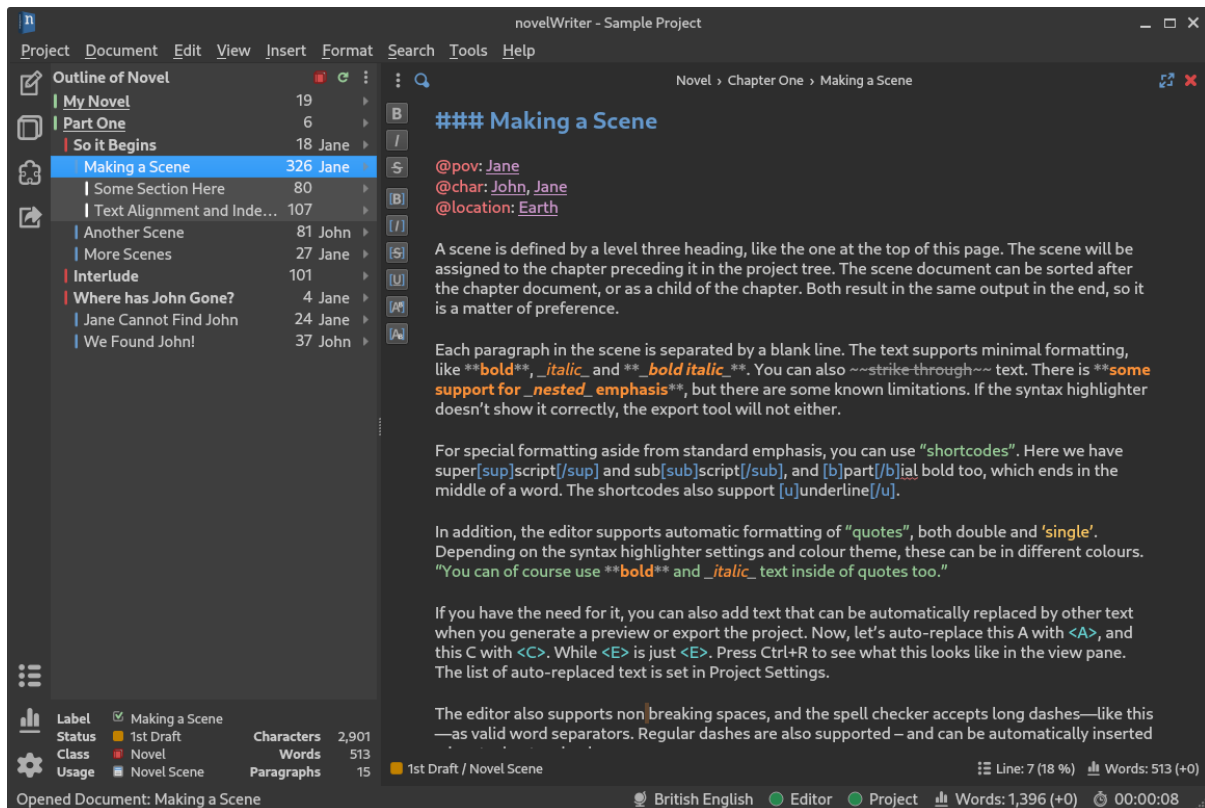 novelWriter - Sample Project
Project Document Edit View Insert Format Search Tools Help
Outline of Novel
My Novel 19
Part One 6
So it Begins 18 Jane
Making a Scene 326 Jane
Some Section Here 80
Text Alignment and Inde... 107
Another Scene 81 John
More Scenes 27 Jane
Interlude 101
Where has John Gone? 4 Jane
Jane Cannot Find John 24 Jane
We Found John! 37 John
Label Making a Scene
Status 1st Draft Characters 2,901
Class Novel Words 513
Usage Novel Scene Paragraphs 15
Novel › Chapter One › Making a Scene
B
I
S
[B]
[I]
[S]
[U]
[A]
[A]
### Making a Scene
@pov: Jane
@char: John, Jane
@location: Earth
A scene is defined by a level three heading, like the one at the top of this page. The scene will be
assigned to the chapter preceding it in the project tree. The scene document can be sorted after
the chapter document, or as a child of the chapter. Both result in the same output in the end, so it
is a matter of preference.
Each paragraph in the scene is separated by a blank line. The text supports minimal formatting,
like **bold**, _italic_ and **_bold italic_**. You can also ~~strike through~~ text. There is **some
support for _nested_ emphasis**, but there are some known limitations. If the syntax highlighter
doesn’t show it correctly, the export tool will not either.
For special formatting aside from standard emphasis, you can use “shortcodes”. Here we have
super[sup]script[/sup] and sub[sub]script[/sub], and [b]part[/b]ial bold too, which ends in the
middle of a word. The shortcodes also support [u]underline[/u].
In addition, the editor supports automatic formatting of “quotes”, both double and ‘single’.
Depending on the syntax highlighter settings and colour theme, these can be in different colours.
“You can of course use **bold** and _italic_ text inside of quotes too.”
If you have the need for it, you can also add text that can be automatically replaced by other text
when you generate a preview or export the project. Now, let’s auto-replace this A with <A>, and
this C with <C>. While <E> is just <E>. Press Ctrl+R to see what this looks like in the view pane.
The list of auto-replaced text is set in Project Settings.
The editor also supports non breaking spaces, and the spell checker accepts long dashes—like this
—as valid word separators. Regular dashes are also supported – and can be automatically inserted
1st Draft / Novel Scene Line: 7 (18 %) Words: 513 (+0)
Opened Document: Making a Scene British English Editor Project Words: 1,396 (+0) 00:00:08